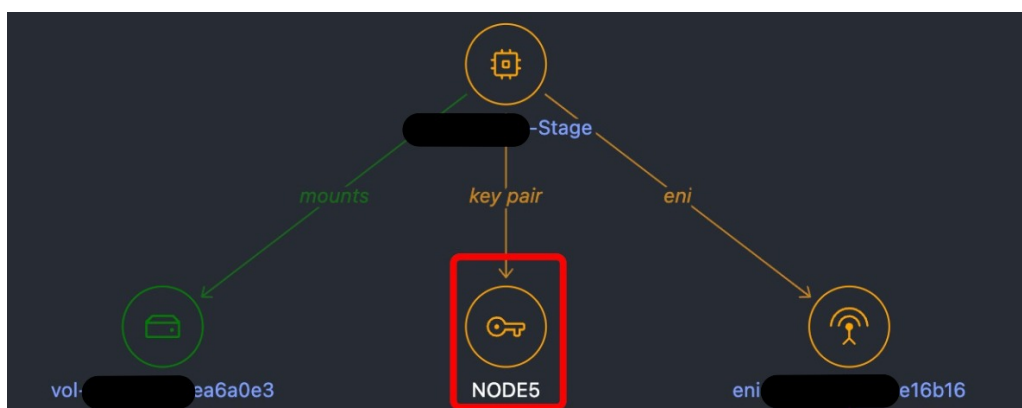 -Stage
mounts
key pair
eni
vol-
ea6a0e3
NODE5
eni
e16b16